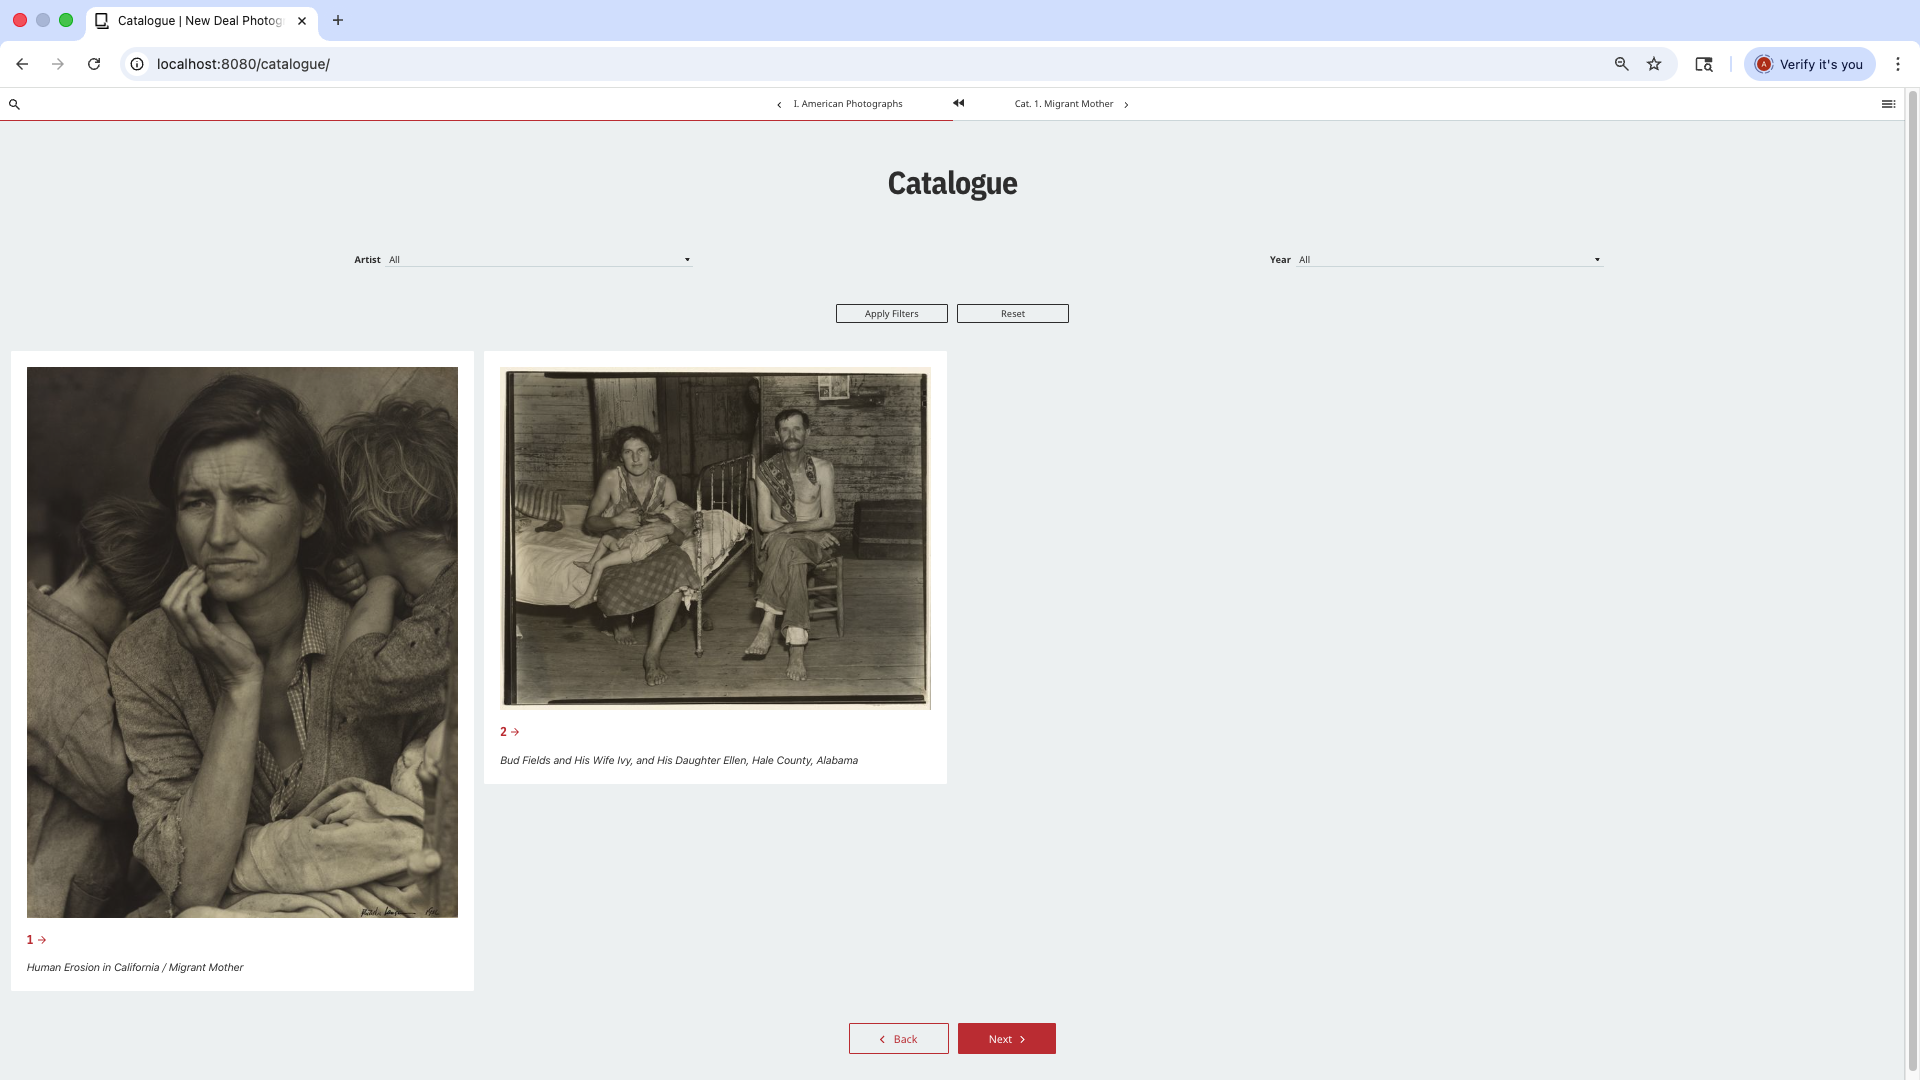 Catalogue | New Deal Photog
localhost:8080/catalogue/
Verify it's you
I. American Photographs
Cat. 1. Migrant Mother
Catalogue
Artist All
Year All
Apply Filters
Reset
1 →
Human Erosion in California / Migrant Mother
2 →
Bud Fields and His Wife Ivy, and His Daughter Ellen, Hale County, Alabama
Back
Next